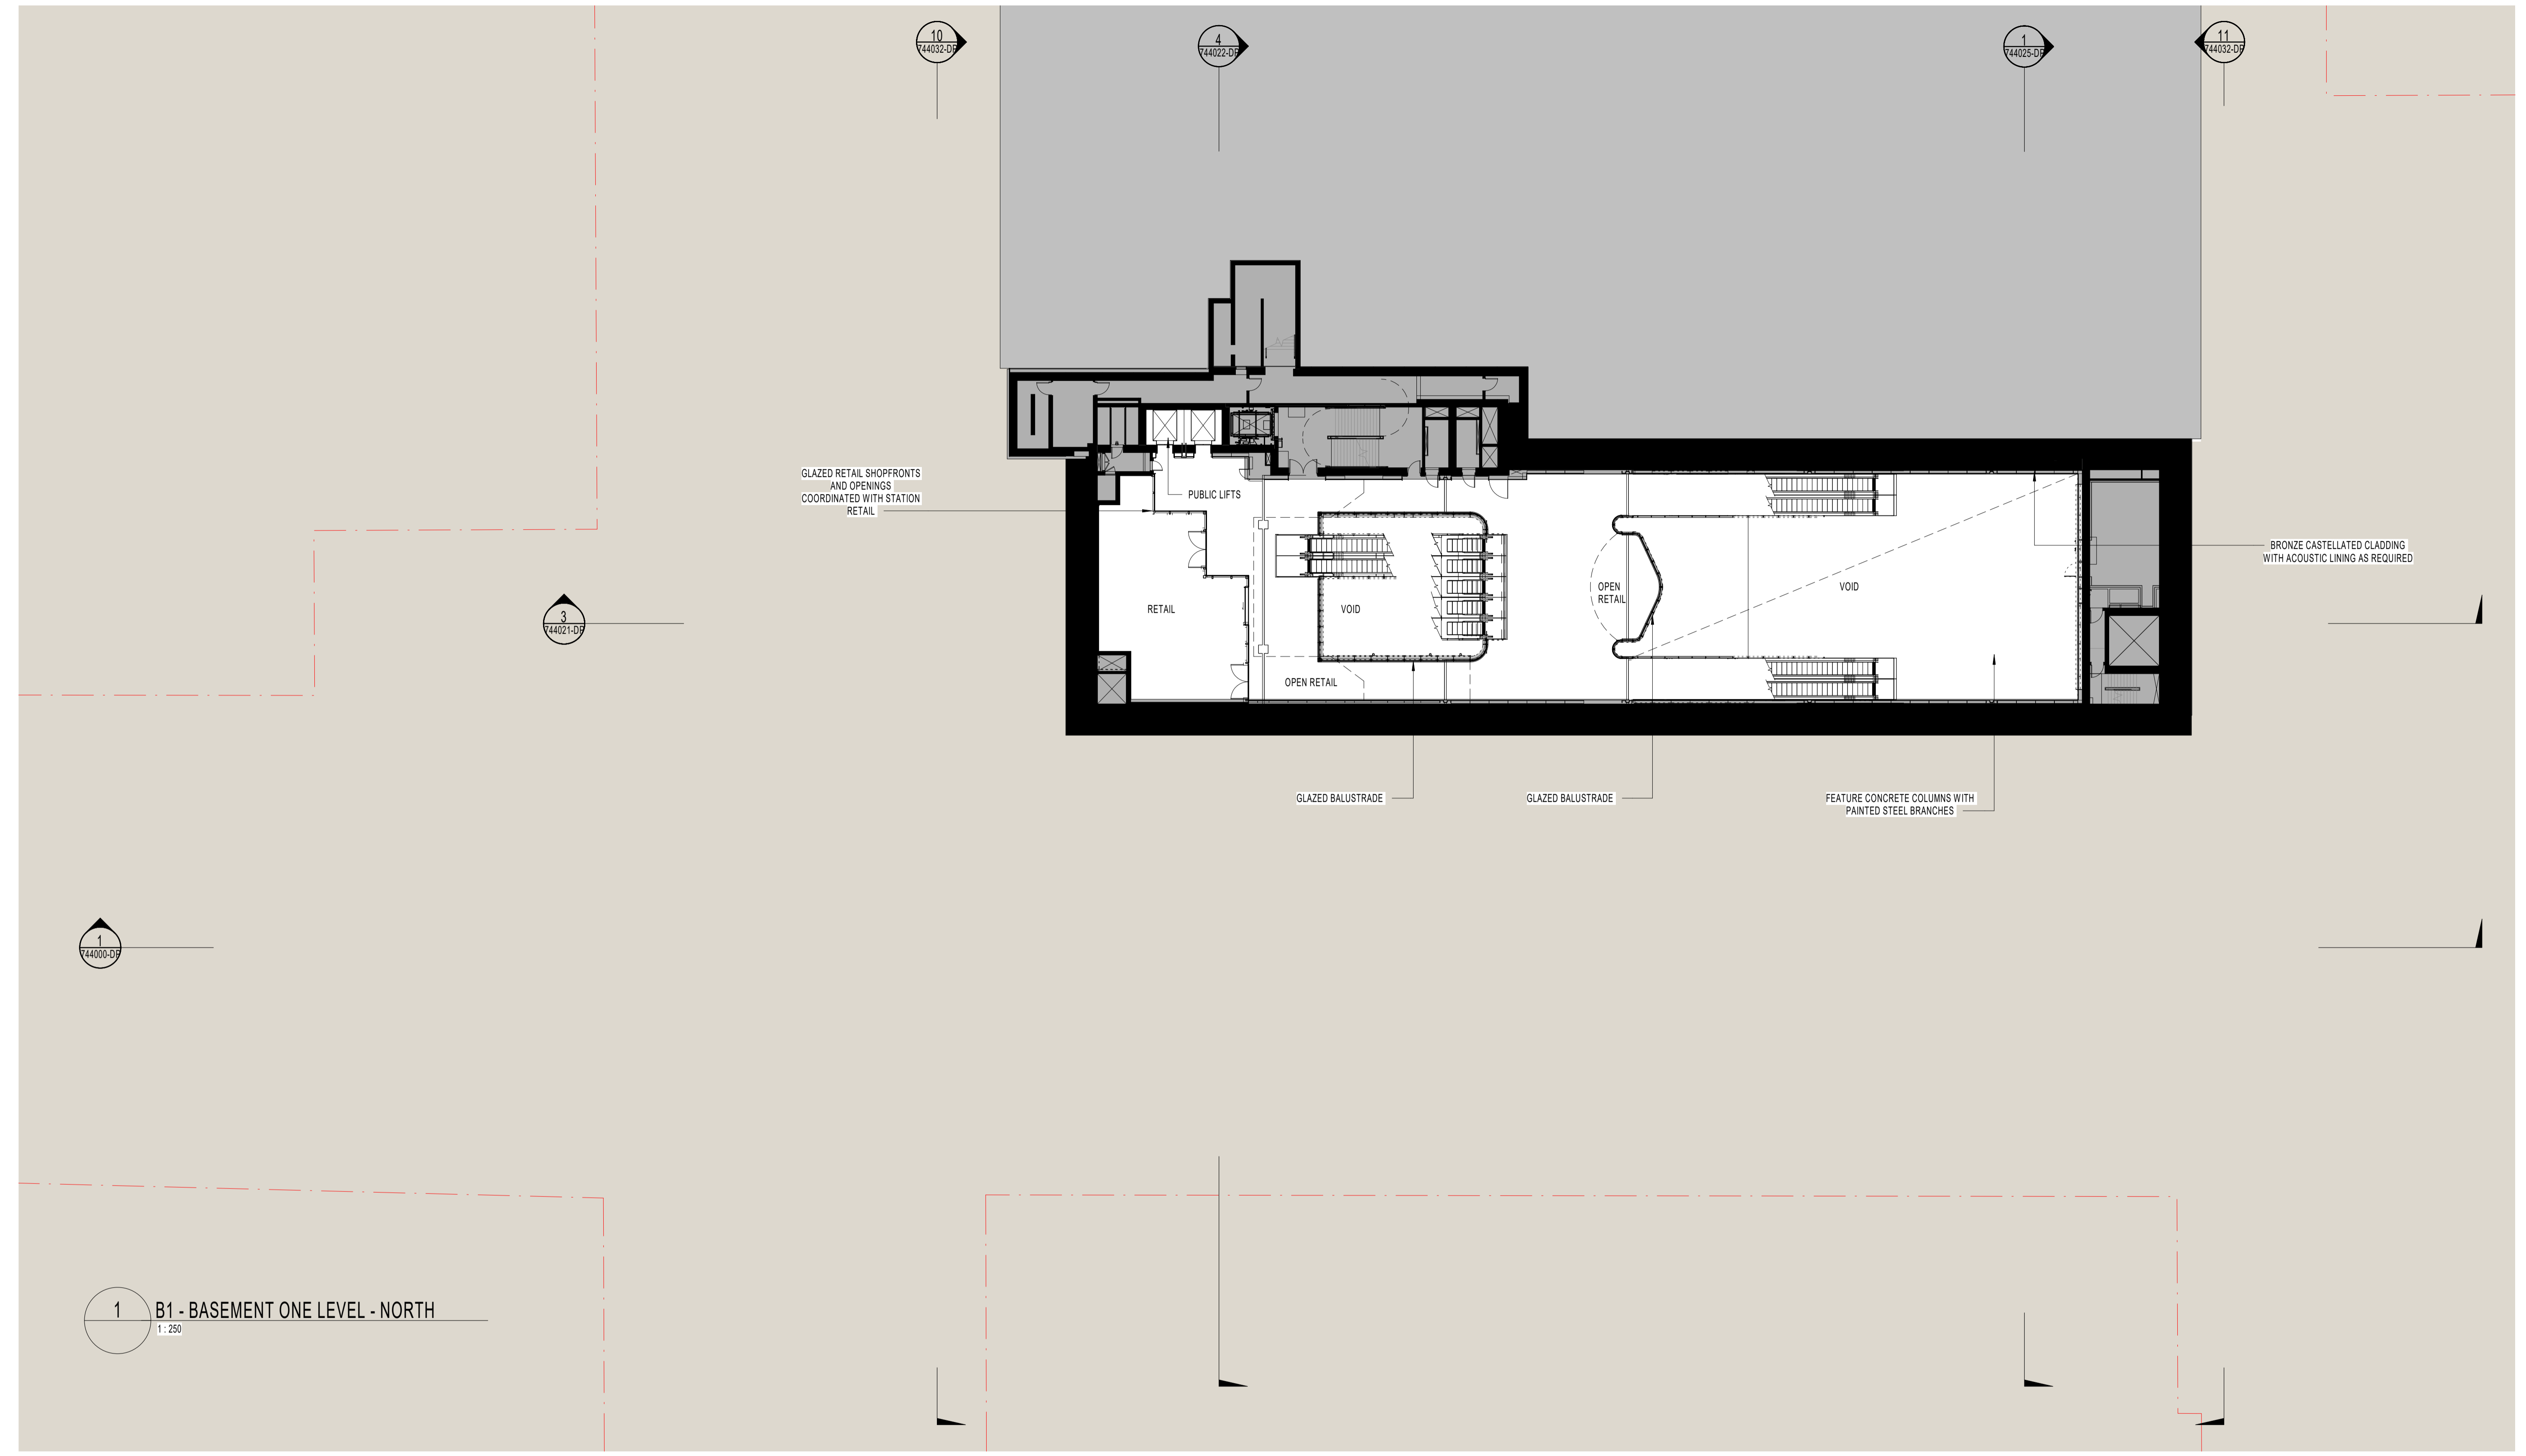 10
744032-DP
4
744022-DP
1
744025-DP
11
744032-DP
GLAZED RETAIL SHOPFRONTS
AND OPENINGS
COORDINATED WITH STATION
RETAIL
PUBLIC LIFTS
BRONZE CASTELLATED CLADDING
WITH ACOUSTIC LINING AS REQUIRED
OPEN
RETAIL
VOID
RETAIL
VOID
3
744021-DP
OPEN RETAIL
GLAZED BALUSTRADE
GLAZED BALUSTRADE
FEATURE CONCRETE COLUMNS WITH
PAINTED STEEL BRANCHES
1
744000-DP
1
B1 - BASEMENT ONE LEVEL - NORTH
1 : 250